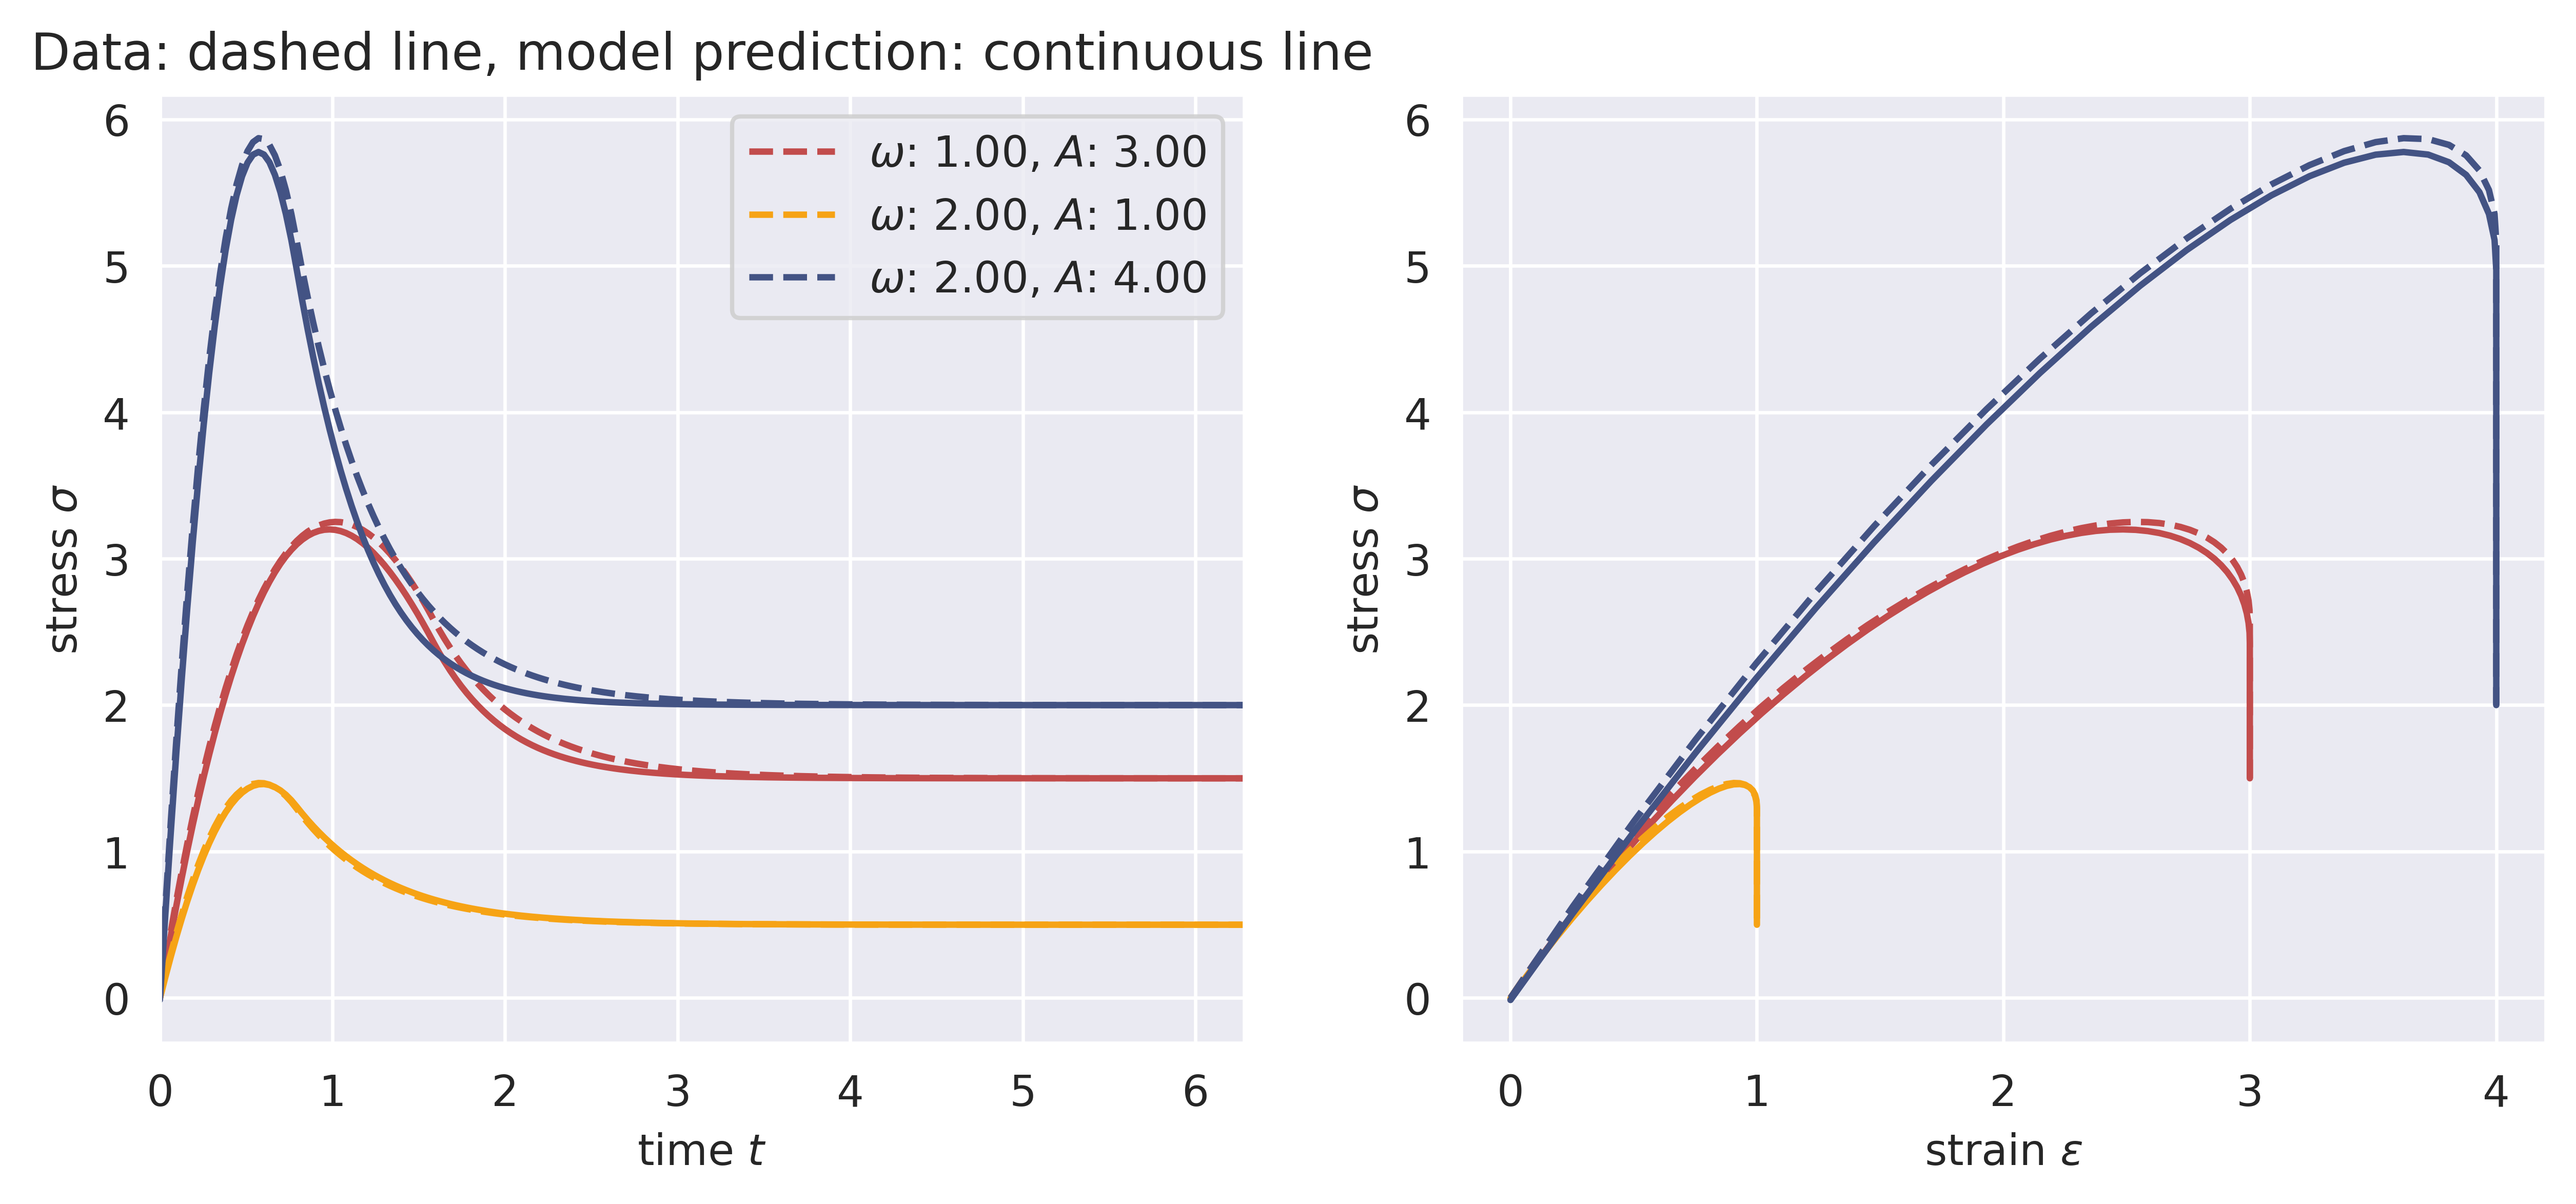 Data: dashed line, model prediction: continuous line
6
5
4
3
2
1
0
stress σ
0 1 2 3 4 5 6
time t
ω: 1.00, A: 3.00
ω: 2.00, A: 1.00
ω: 2.00, A: 4.00
6
5
4
3
2
1
0
stress σ
0 1 2 3 4
strain ε